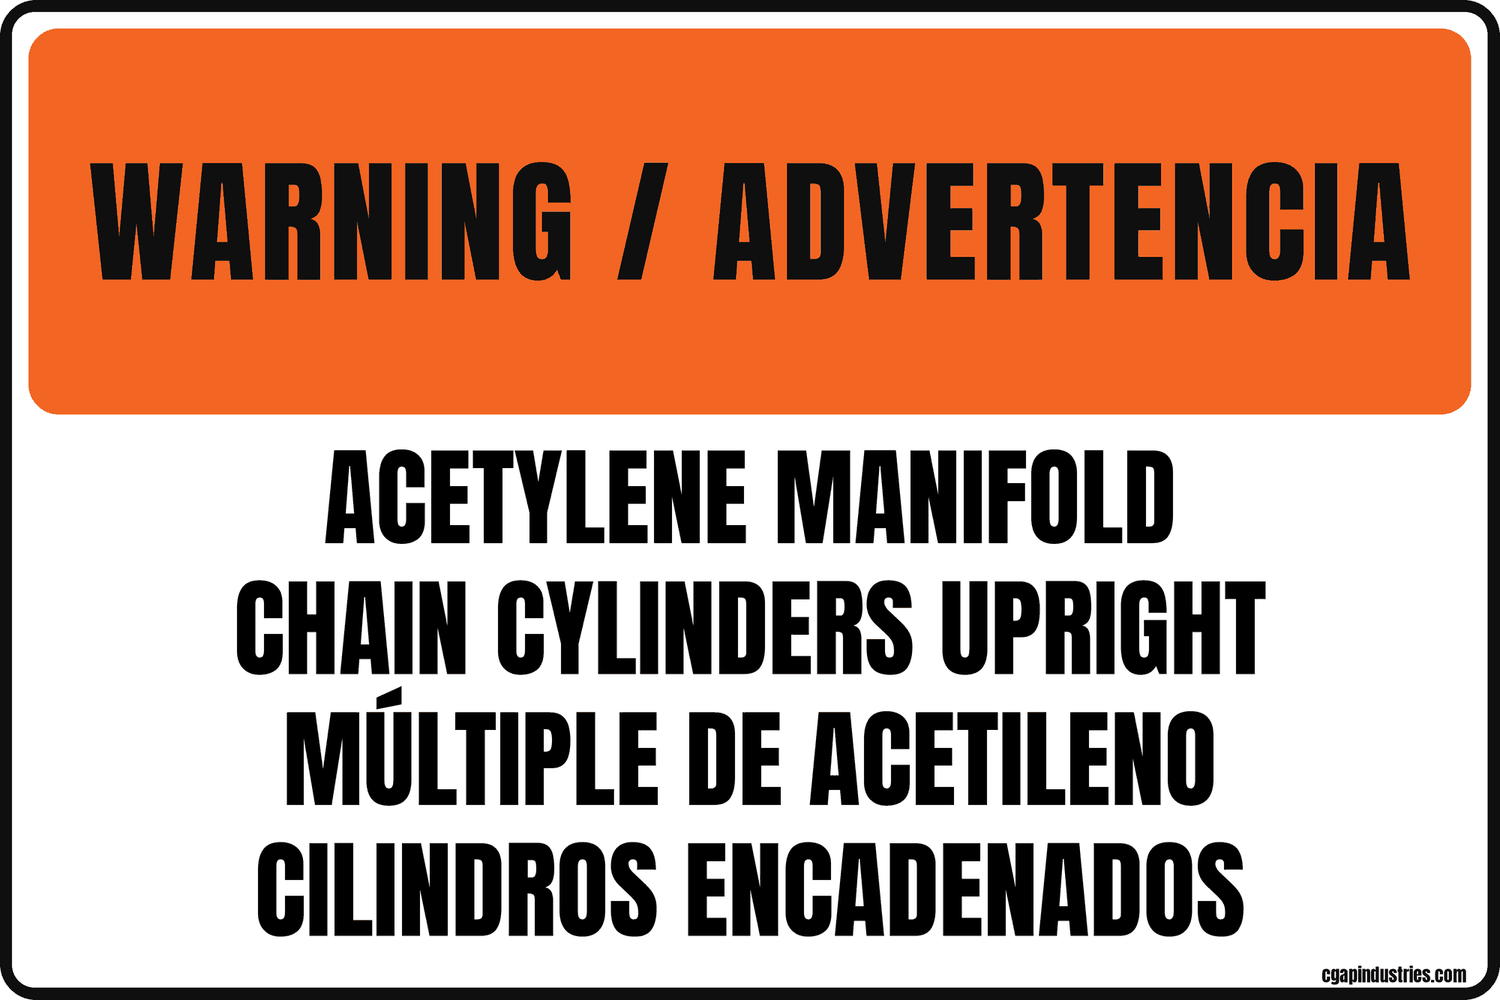 WARNING / ADVERTENCIA
ACETYLENE MANIFOLD
CHAIN CYLINDERS UPRIGHT
MÚLTIPLE DE ACETILENO
CILINDROS ENCADENADOS
cgapindustries.com